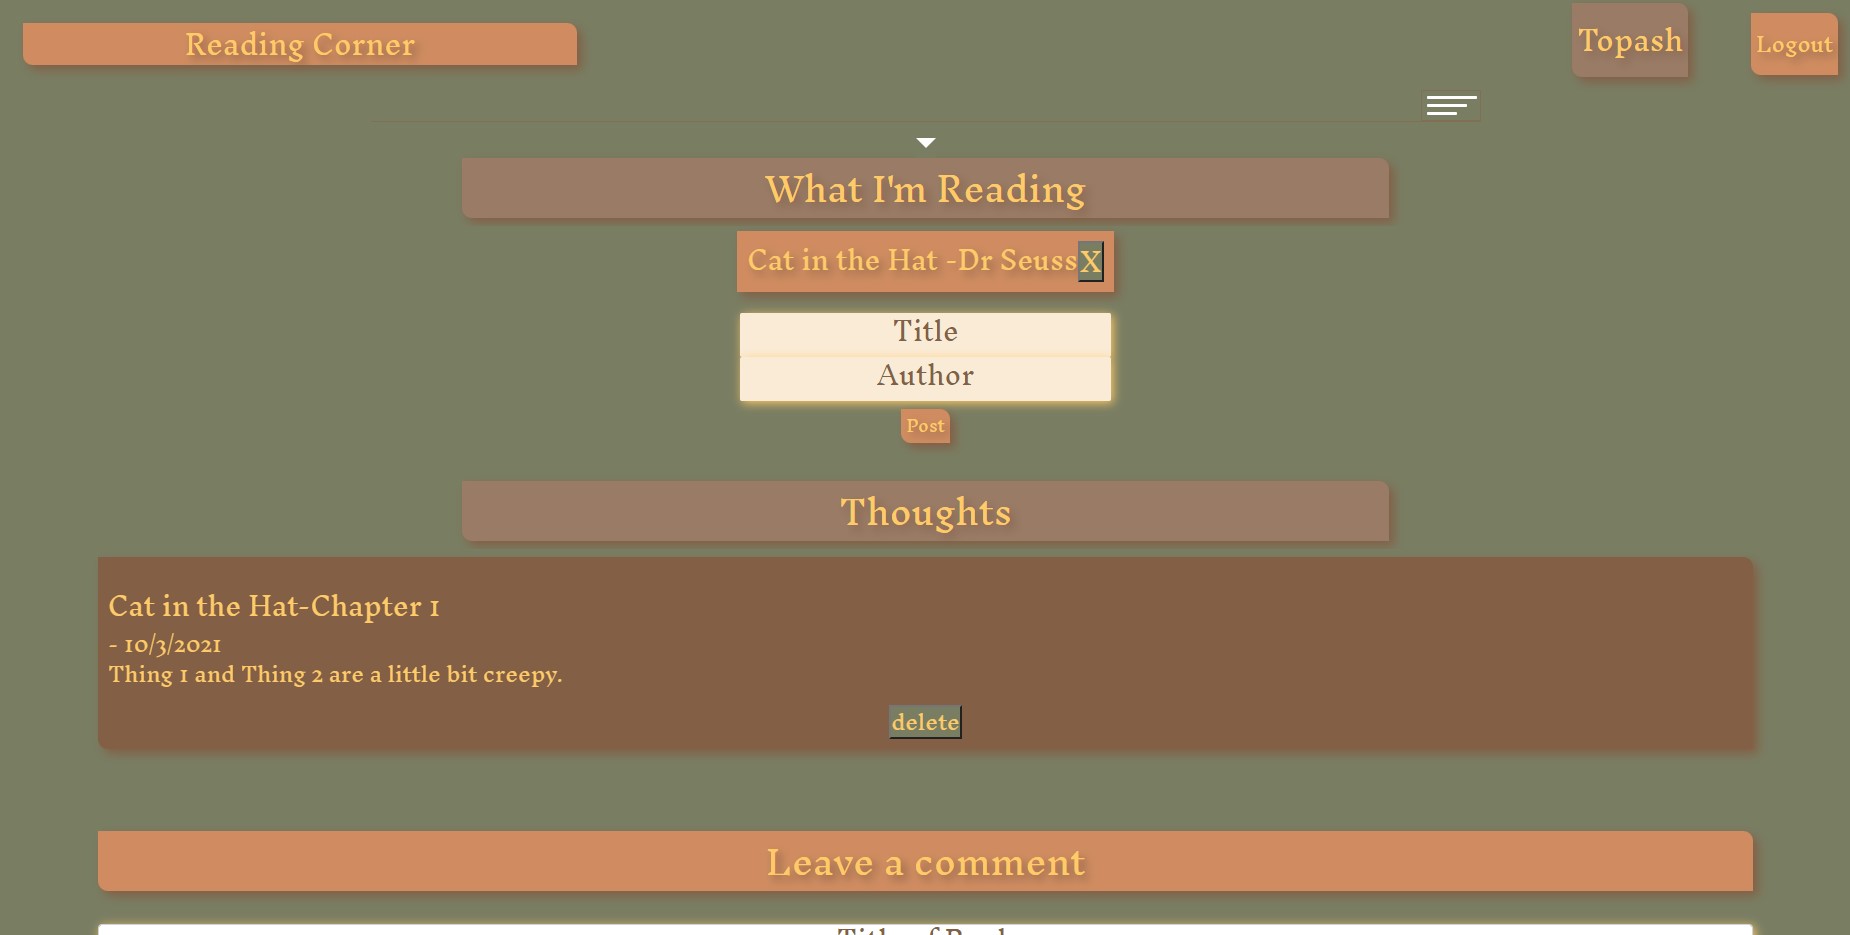 Reading Corner
Topash
Logout
What I'm Reading
Cat in the Hat -Dr Seuss X
Title
Author
Post
Thoughts
Cat in the Hat-Chapter 1
- 10/3/2021
Thing 1 and Thing 2 are a little bit creepy.
delete
Leave a comment